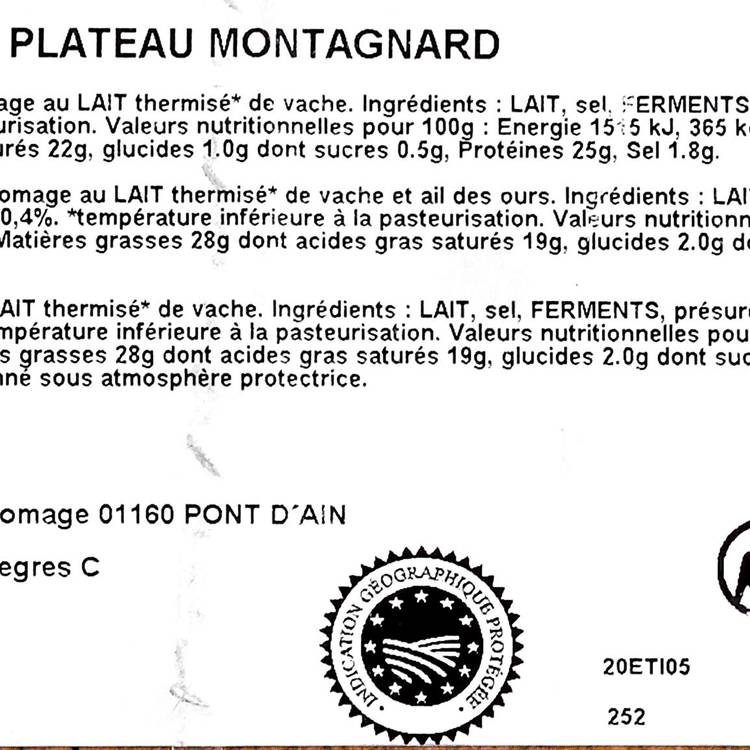 PLATEAU MONTAGNARD
age au LAIT thermisé* de vache. Ingrédients : LAIT, sel, FERMENTS
urisation. Valeurs nutritionnelles pour 100g : Energie kJ, 365 k
urés 22g, glucides 1.0g dont sucres 0.5g, Protéines 25g, Sel 1.8g.
omage au LAIT thermisé* de vache et ail des ours. Ingrédients : LAI
0,4%. *température inférieure à la pasteurisation. Valeurs nutritionn
Matières grasses 28g dont acides gras saturés 19g, glucides 2.0g d
AIT thermisé* de vache. Ingrédients : LAIT, sel, FERMENTS, présur
mpérature inférieure à la pasteurisation. Valeurs nutritionnelles pou
s grasses 28g dont acides gras saturés 19g, glucides 2.0g dont suc
nné sous atmosphère protectrice.
omage 01160 PONT D´AIN
egres C
INDICATION GÉOGRAPHIQUE PROTÉGÉE
20ETI05
252